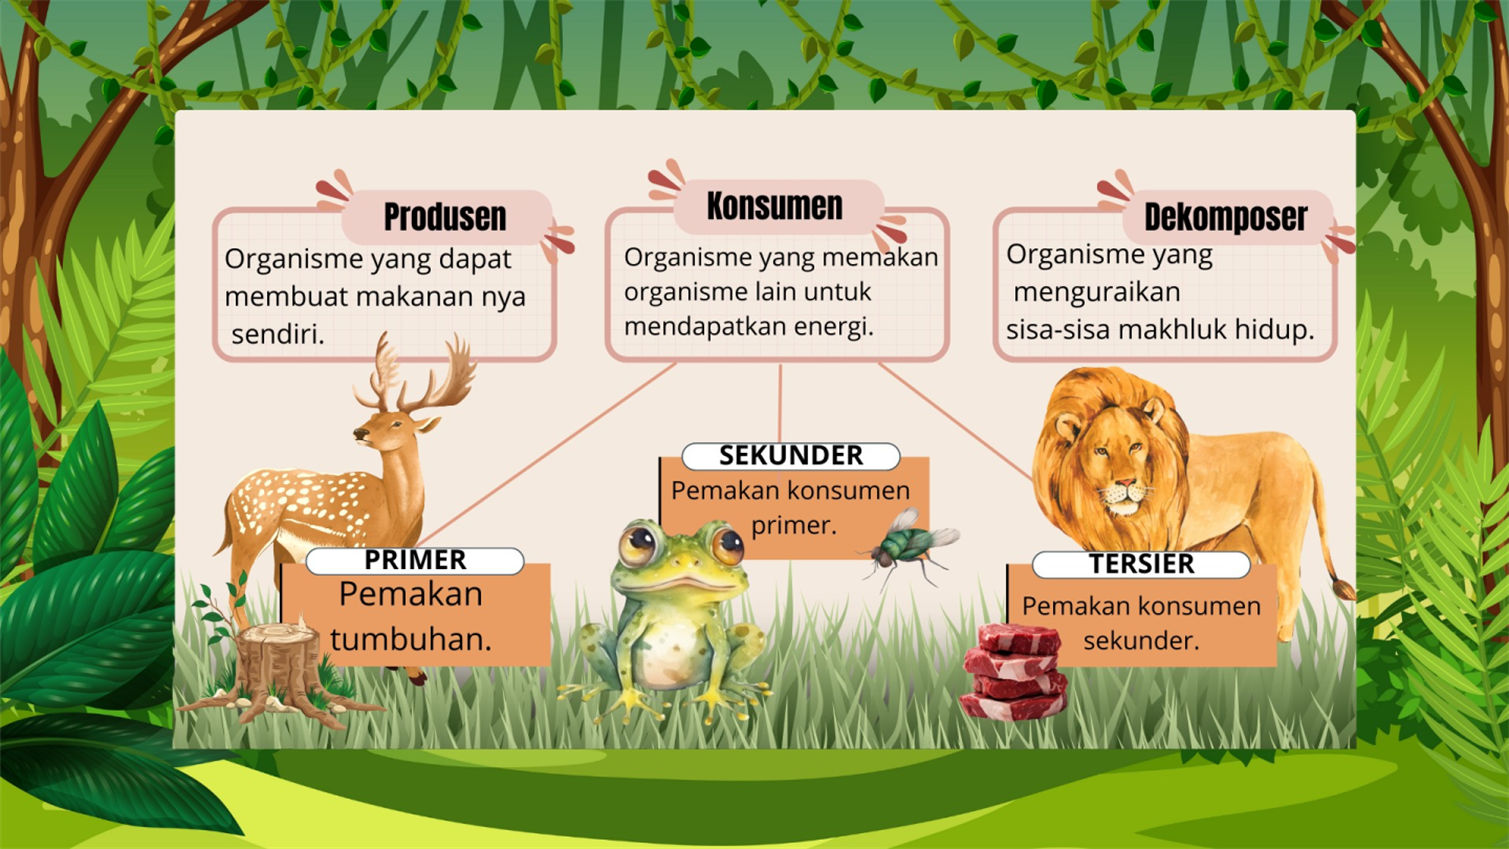 Produsen
Organisme yang dapat
membuat makanan nya
sendiri.
Konsumen
Organisme yang memakan
organisme lain untuk
mendapatkan energi.
Dekomposer
Organisme yang
menguraikan
sisa-sisa makhluk hidup.
PRIMER
Pemakan
tumbuhan.
SEKUNDER
Pemakan konsumen
primer.
TERSIER
Pemakan konsumen
sekunder.